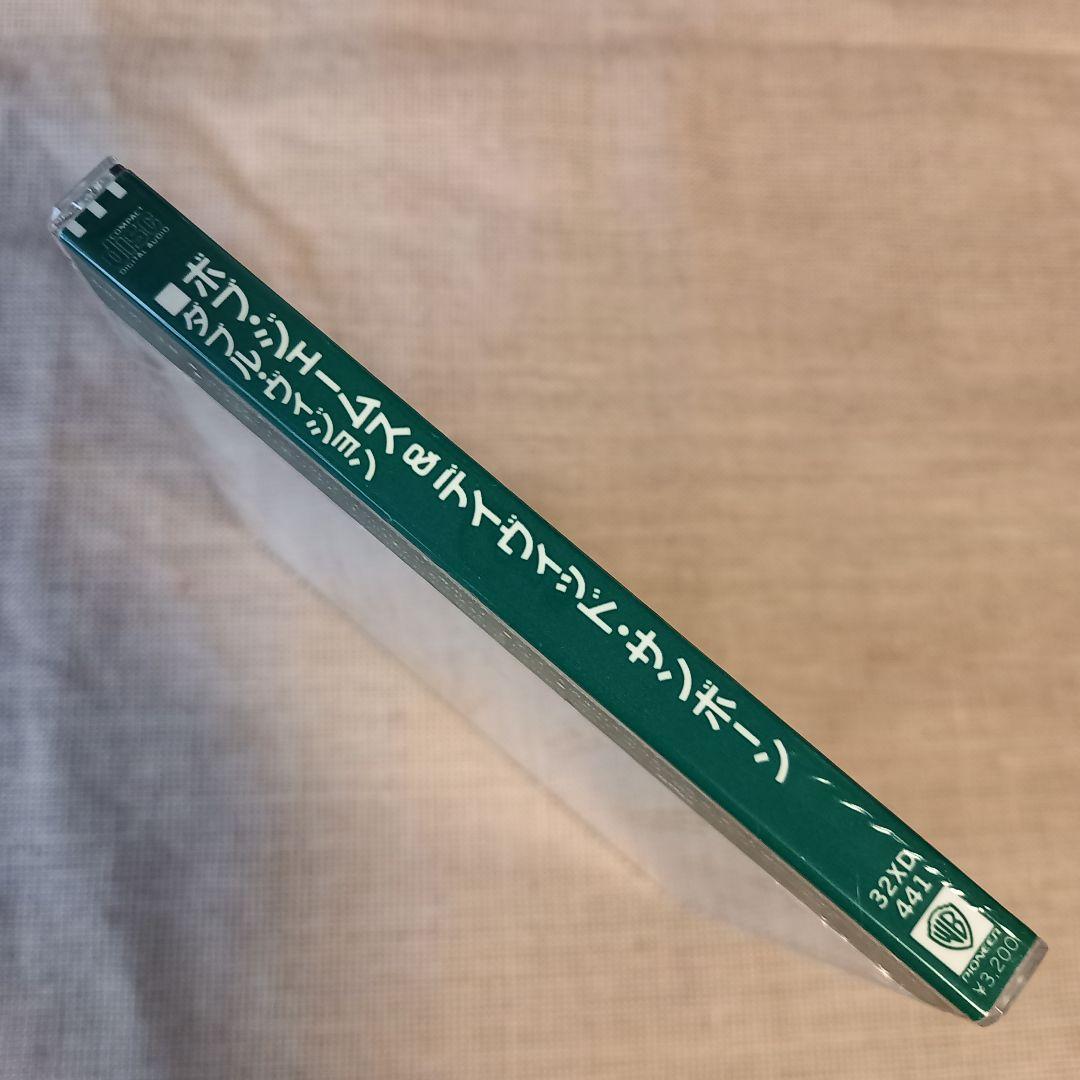 COMPACT
disc
DIGITAL AUDIO
ボブ・ジェームス&デイヴィッド・サンボーン
■ダブル・ヴィジョン
32XD
441
WB
PIONEER
¥3,200